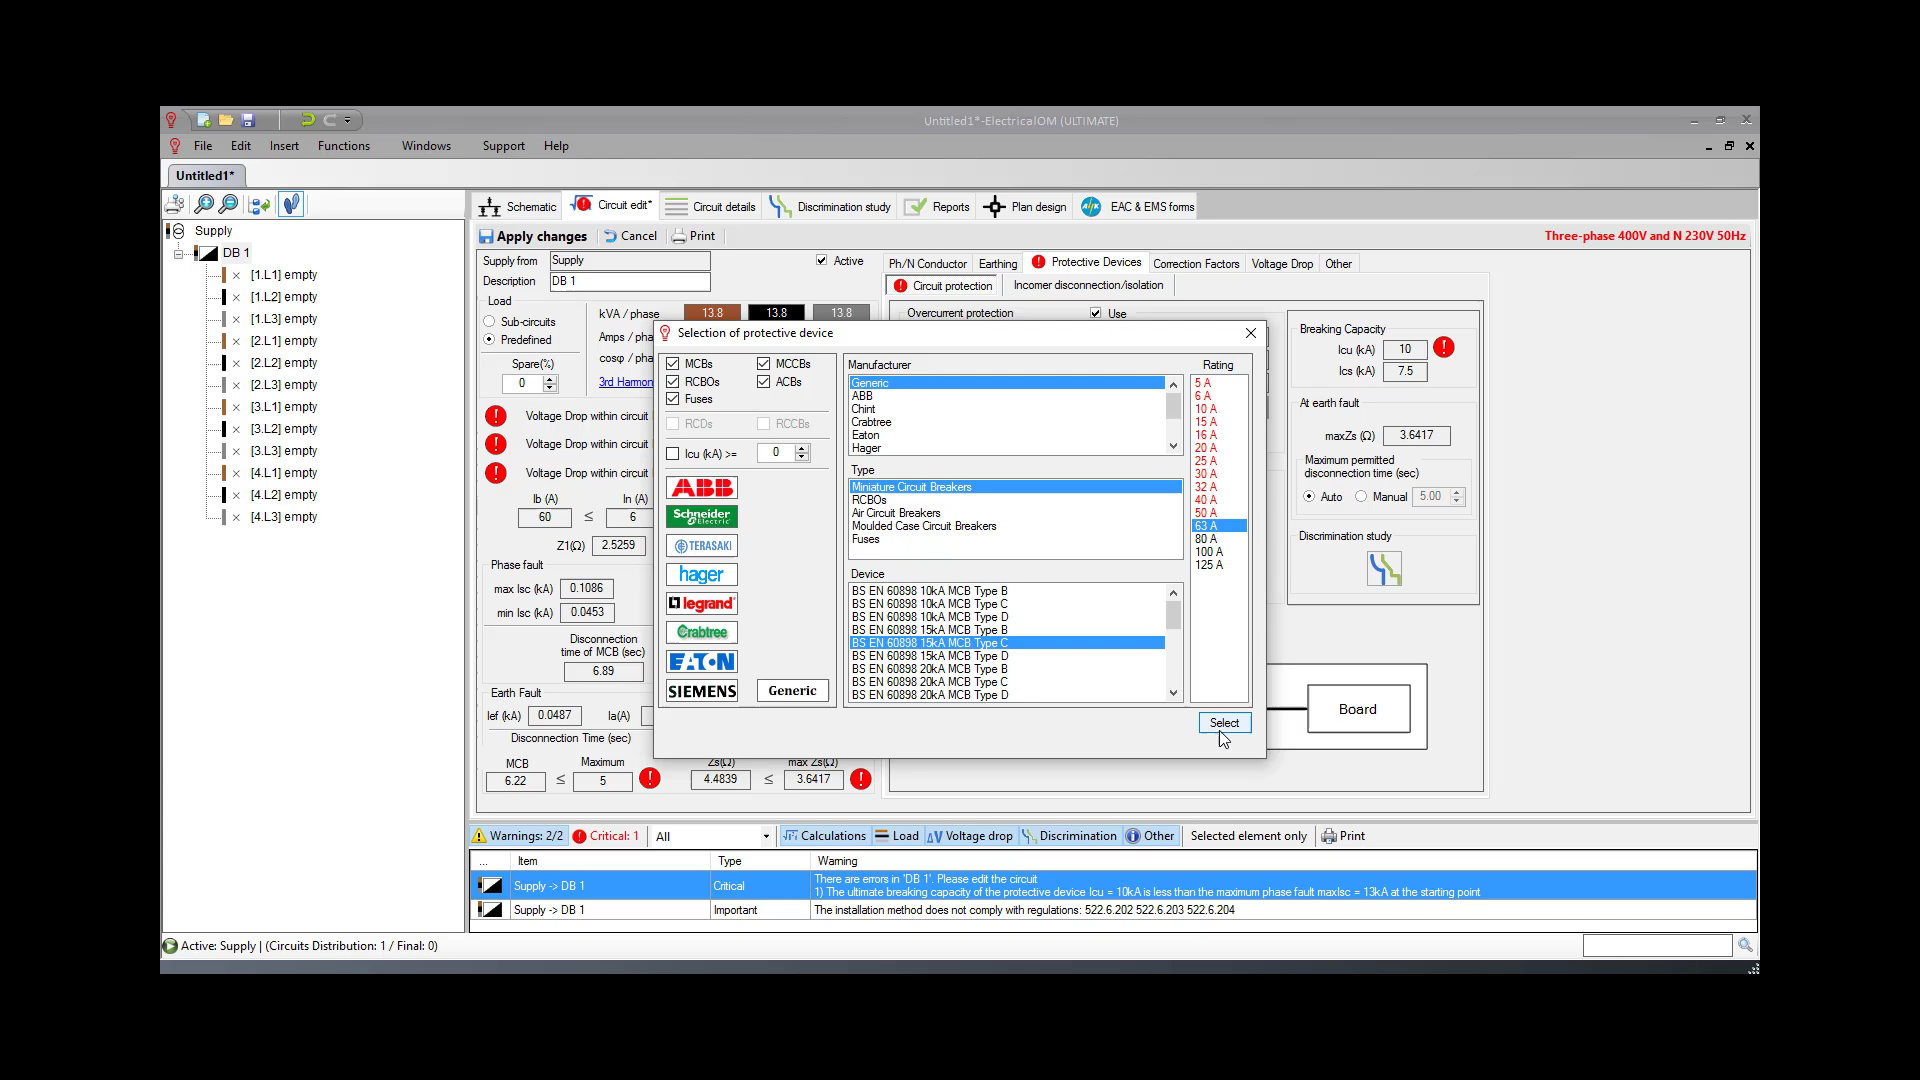 Untitled1*-ElectricalOM (ULTIMATE)
File Edit Insert Functions Windows Support Help
Untitled1*
Schematic Circuit edit* Circuit details Discrimination study Reports Plan design EAC & EMS forms
Supply
DB 1
[1.L1] empty
[1.L2] empty
[1.L3] empty
[2.L1] empty
[2.L2] empty
[2.L3] empty
[3.L1] empty
[3.L2] empty
[3.L3] empty
[4.L1] empty
[4.L2] empty
[4.L3] empty
Apply changes Cancel Print Three-phase 400V and N 230V 50Hz
Supply from Supply Active
Description DB 1
Load
Sub-circuits
Predefined
Spare(%)
0
kVA / phase 13.8 13.8 13.8
Amps / pha
cosφ / phas
3rd Harmon
Voltage Drop within circuit
Voltage Drop within circuit
Voltage Drop within circuit
Ib (A) In (A)
60 ≤ 6
Z1(Ω) 2.5259
Phase fault
max Isc (kA) 0.1086
min Isc (kA) 0.0453
Disconnection
time of MCB (sec)
6.89
Earth Fault
Ief (kA) 0.0487 Ia(A)
Disconnection Time (sec)
MCB Maximum Zs(Ω) max Zs(Ω)
6.22 ≤ 5 4.4839 ≤ 3.6417
Ph/N Conductor Earthing Protective Devices Correction Factors Voltage Drop Other
Circuit protection Incomer disconnection/isolation
Overcurrent protection Use
Breaking Capacity
Icu (kA) 10
Ics (kA) 7.5
At earth fault
maxZs (Ω) 3.6417
Maximum permitted
disconnection time (sec)
Auto Manual 5.00
Discrimination study
Board
Selection of protective device
MCBs MCCBs
RCBOs ACBs
Fuses
RCDs RCCBs
Icu (kA) >= 0
ABB
Schneider
Electric
TERASAKI
hager
legrand
Crabtree
EATON
SIEMENS Generic
Manufacturer
Generic
ABB
Chint
Crabtree
Eaton
Hager
Type
Miniature Circuit Breakers
RCBOs
Air Circuit Breakers
Moulded Case Circuit Breakers
Fuses
Device
BS EN 60898 10kA MCB Type B
BS EN 60898 10kA MCB Type C
BS EN 60898 10kA MCB Type D
BS EN 60898 15kA MCB Type B
BS EN 60898 15kA MCB Type C
BS EN 60898 15kA MCB Type D
BS EN 60898 20kA MCB Type B
BS EN 60898 20kA MCB Type C
BS EN 60898 20kA MCB Type D
Rating
5 A
6 A
10 A
15 A
16 A
20 A
25 A
30 A
32 A
40 A
50 A
63 A
80 A
100 A
125 A
Select
Warnings: 2/2 Critical: 1 All Calculations Load ΔV Voltage drop Discrimination Other Selected element only Print
... Item Type Warning
Supply -> DB 1 Critical There are errors in 'DB 1'. Please edit the circuit
1) The ultimate breaking capacity of the protective device Icu = 10kA is less than the maximum phase fault maxIsc = 13kA at the starting point
Supply -> DB 1 Important The installation method does not comply with regulations: 522.6.202 522.6.203 522.6.204
Active: Supply | (Circuits Distribution: 1 / Final: 0)